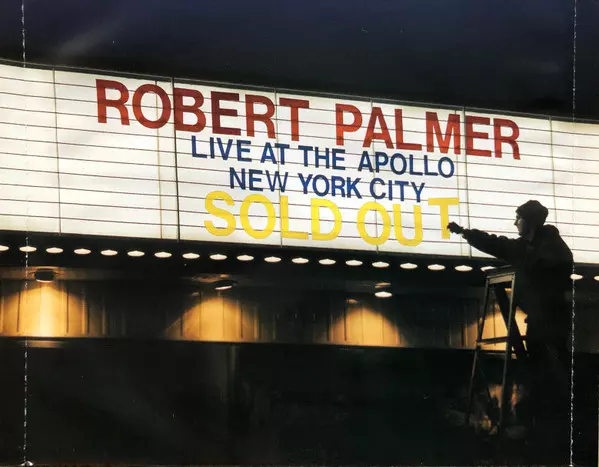 ROBERT PALMER
LIVE AT THE APOLLO
NEW YORK CITY
SOLD OUT